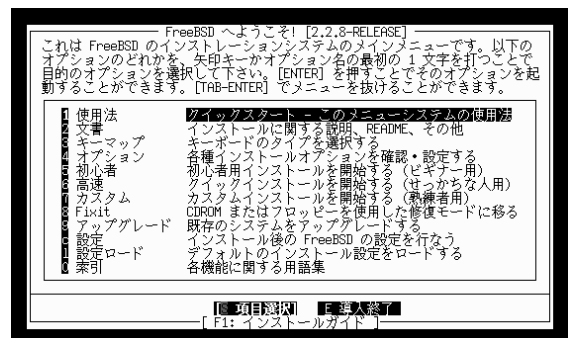 FreeBSD へようこそ! [2.2.8-RELEASE]
これは FreeBSD のインストレーションシステムのメインメニューです。以下の
オプションのどれかを、矢印キーかオプション名の最初の 1 文字を打つことで
目的のオプションを選択して下さい。[ENTER] を押すことでそのオプションを起
動することができます。[TAB-ENTER] でメニューを抜けることができます。
1 使用法 クイックスタート - このメニューシステムの使用法
2 文書 インストールに関する説明、README、その他
3 キーマップ キーボードのタイプを選択する
4 オプション 各種インストールオプションを確認・設定する
5 初心者 初心者用インストールを開始する (ビギナー用)
6 高速 クイックインストールを開始する (せっかちな人用)
7 カスタム カスタムインストールを開始する (熟練者用)
8 Fixit CDROM またはフロッピーを使用した修復モードに移る
9 アップグレード 既存のシステムをアップグレードする
c 設定 インストール後の FreeBSD の設定を行なう
l 設定ロード デフォルトのインストール設定をロードする
0 索引 各機能に関する用語集
[S 項目選択] E 導入終了
[ F1: インストールガイド ]